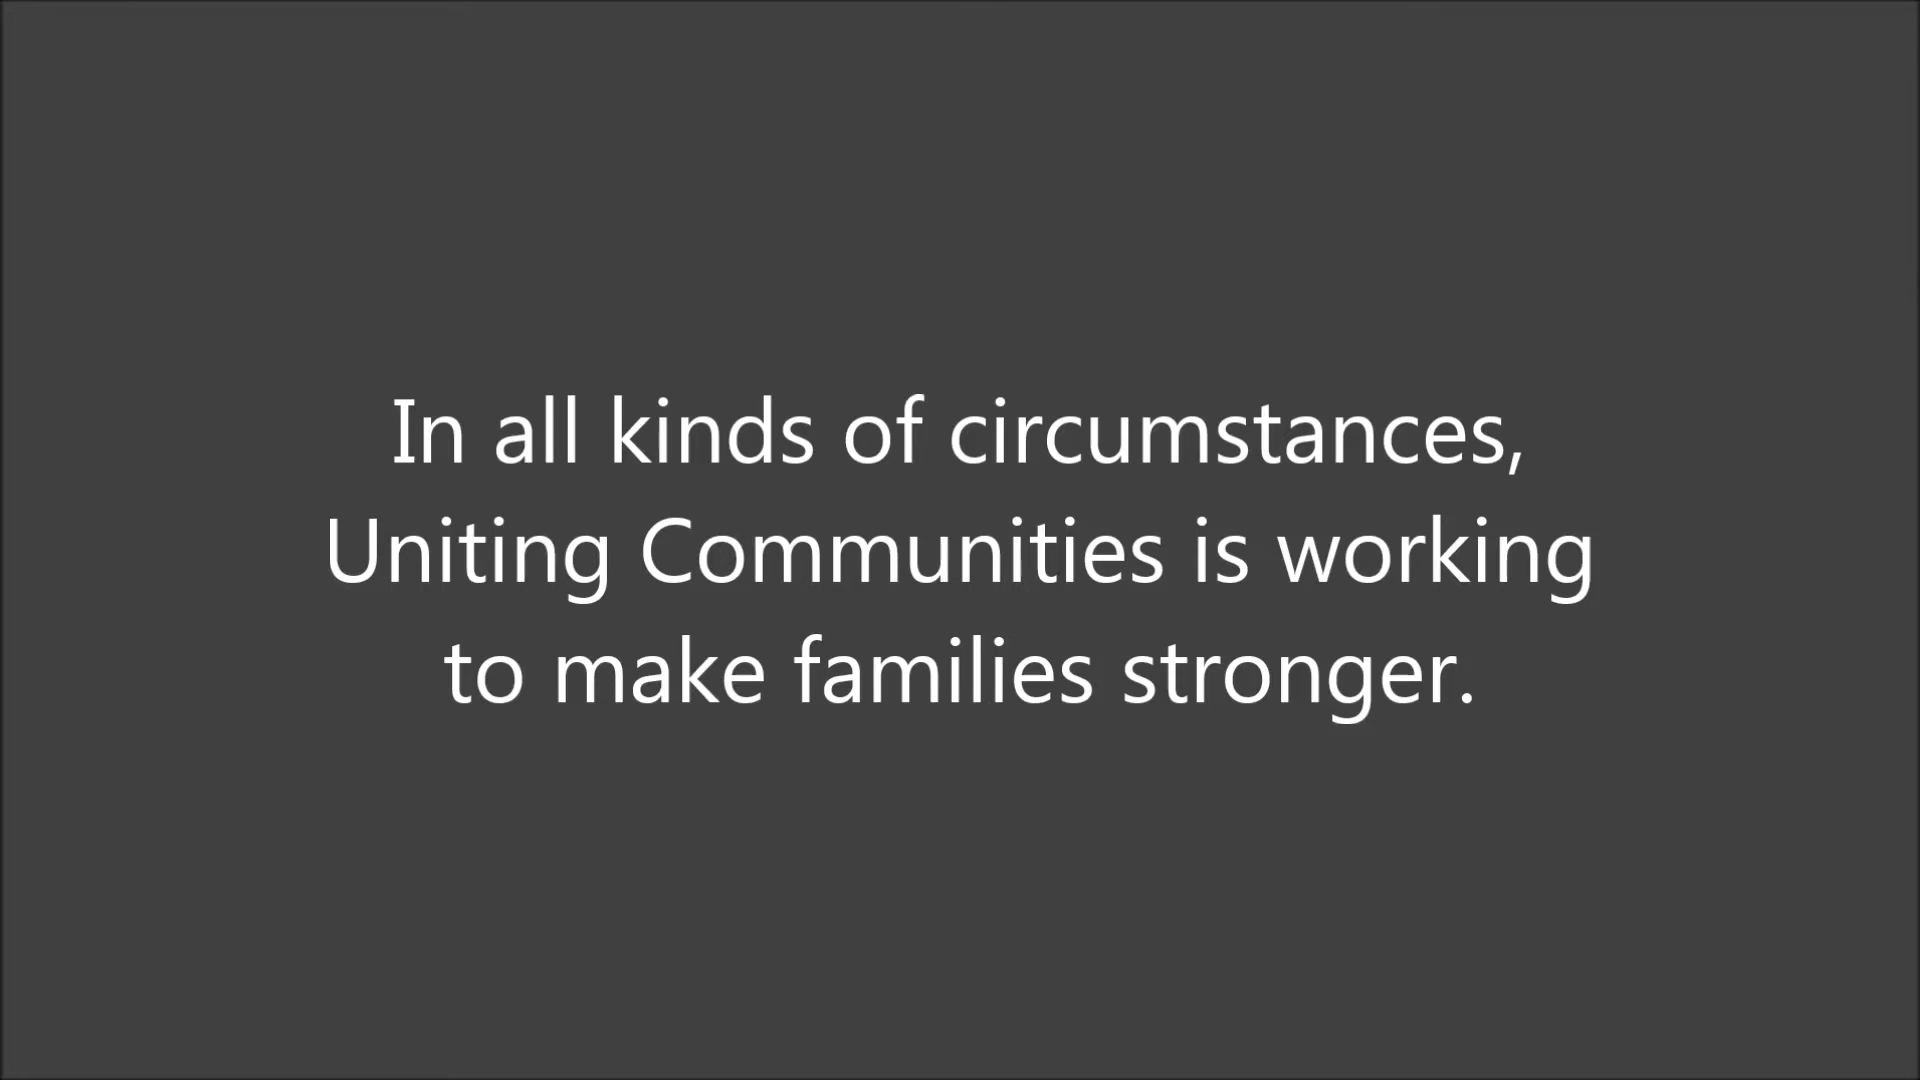 In all kinds of circumstances,
Uniting Communities is working
to make families stronger.